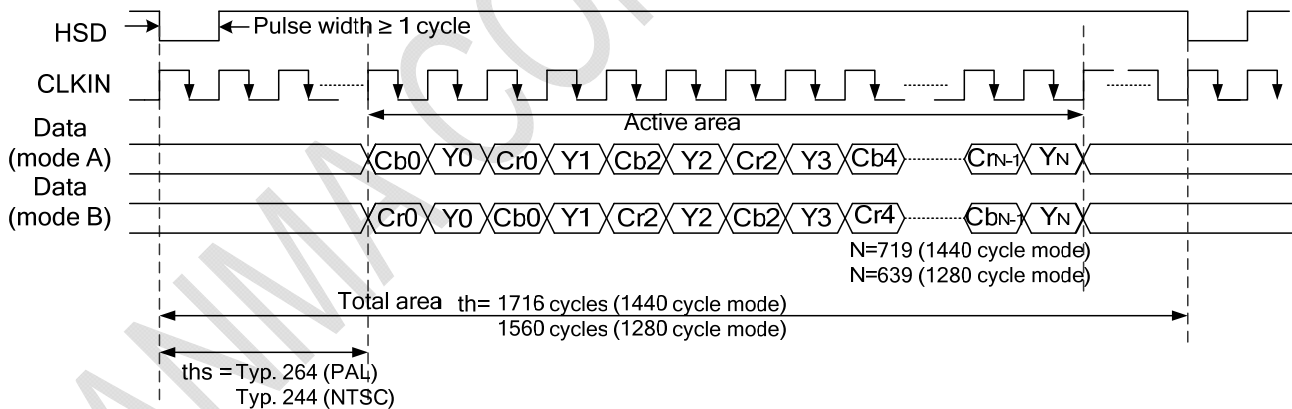 HSD
Pulse width ≥ 1 cycle
CLKIN
Active area
Data
(mode A)
Cb0 Y0 Cr0 Y1 Cb2 Y2 Cr2 Y3 Cb4 CrN-1 YN
Data
(mode B)
Cr0 Y0 Cb0 Y1 Cr2 Y2 Cb2 Y3 Cr4 CbN-1 YN
N=719 (1440 cycle mode)
N=639 (1280 cycle mode)
Total area th= 1716 cycles (1440 cycle mode)
1560 cycles (1280 cycle mode)
ths = Typ. 264 (PAL)
Typ. 244 (NTSC)